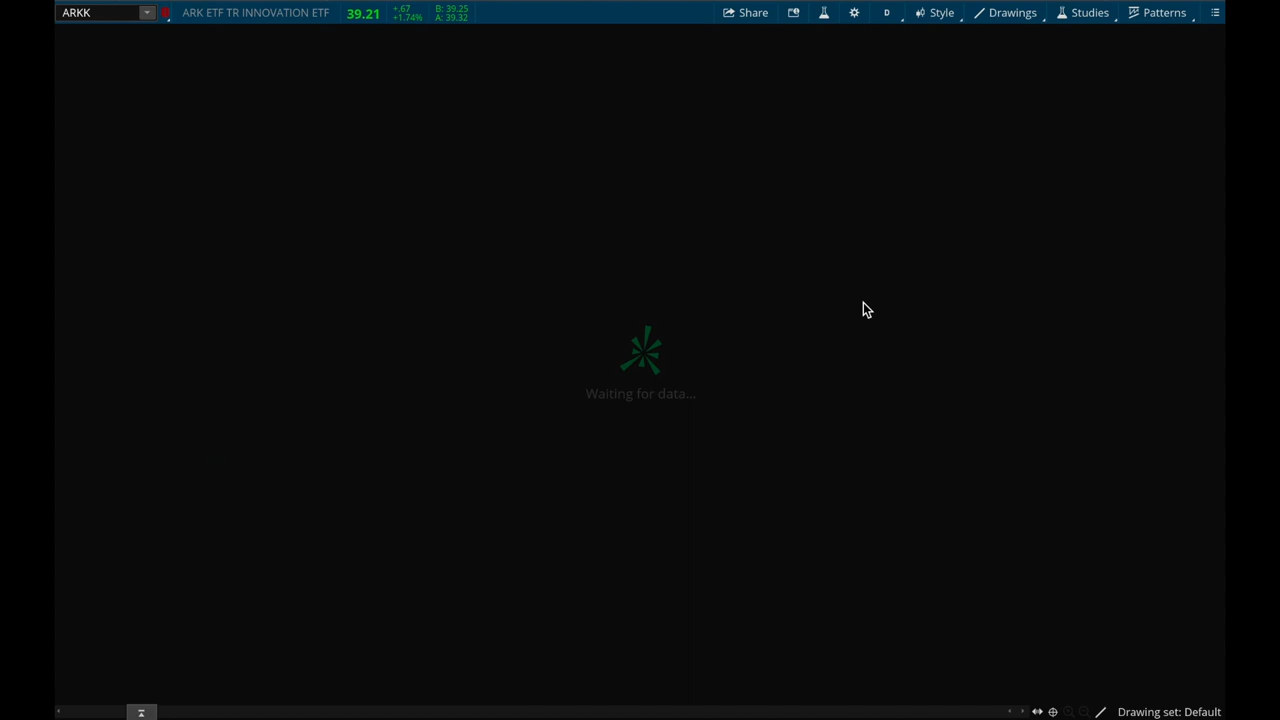 ARKK
ARK ETF TR INNOVATION ETF
39.21
+.67
+1.74%
B: 39.25
A: 39.32
Share
D
Style
Drawings
Studies
Patterns
Waiting for data...
Drawing set: Default